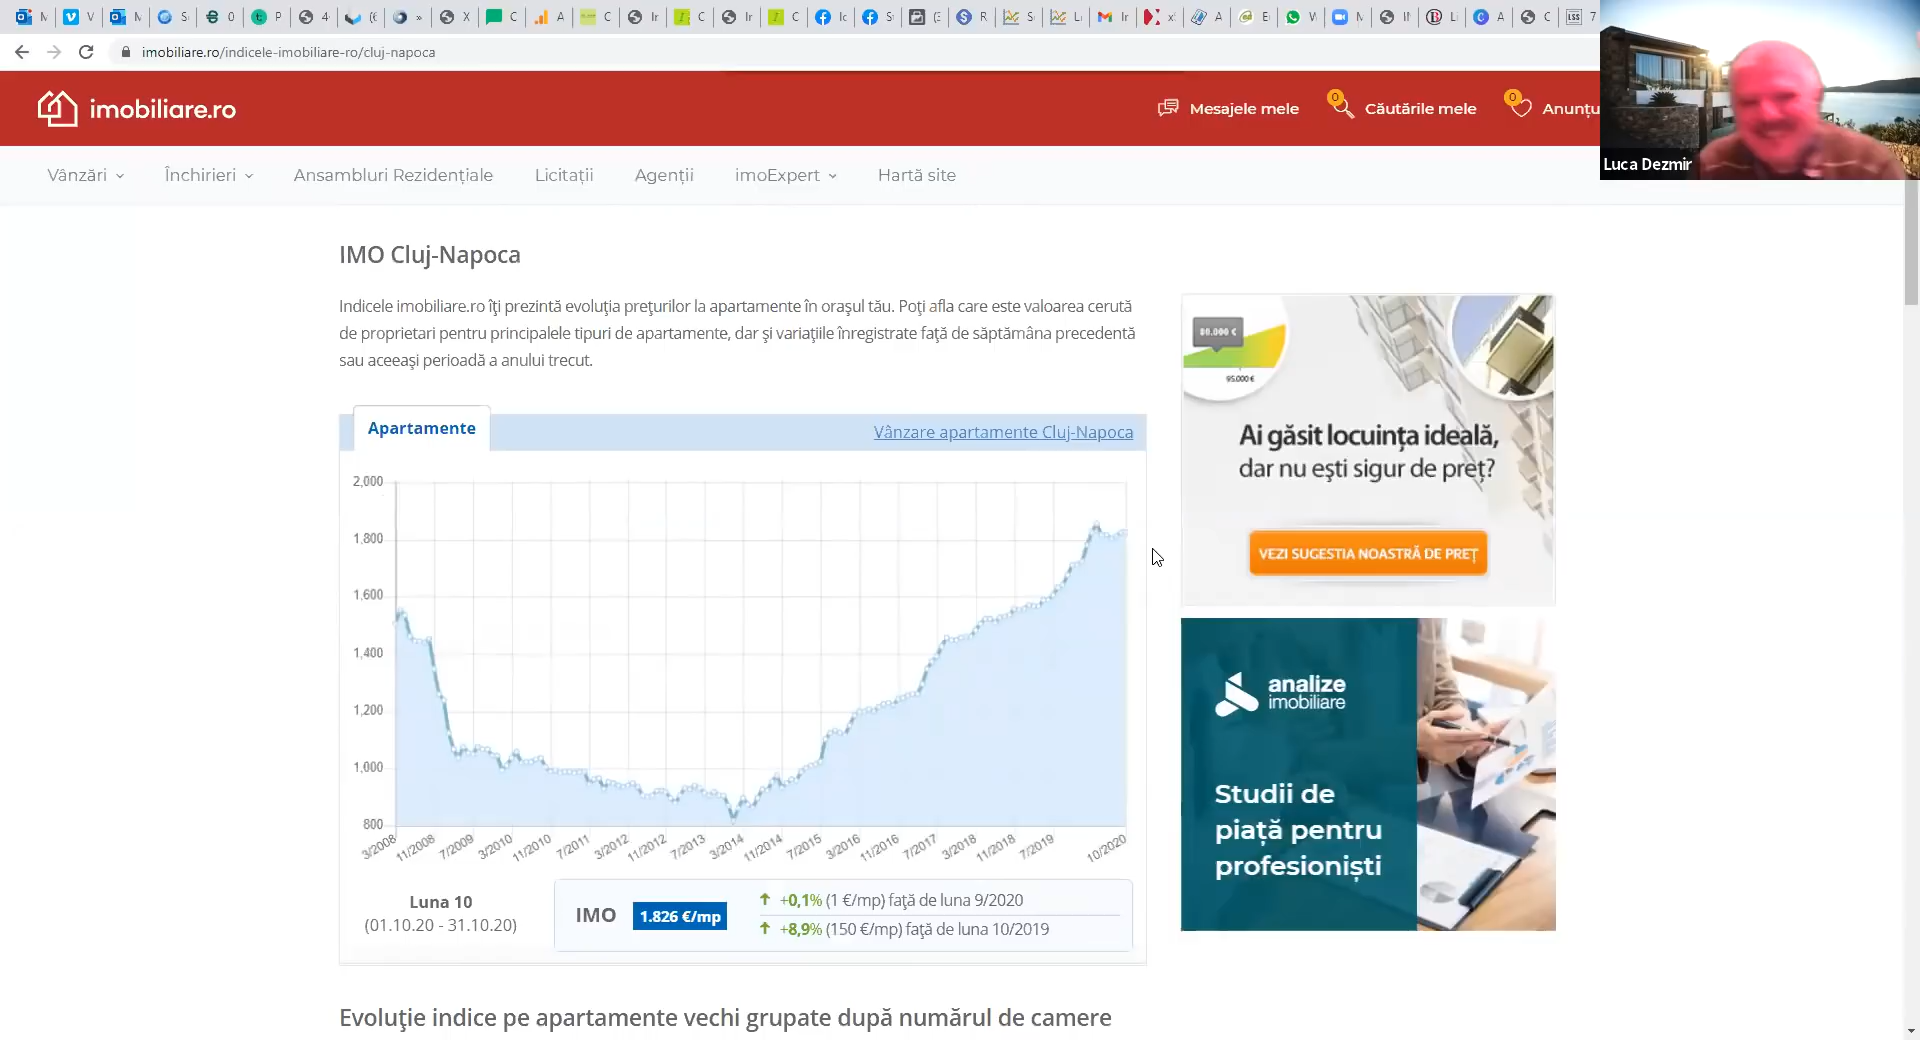 imobiliare.ro/indicele-imobiliare-ro/cluj-napoca
imobiliare.ro
0
Mesajele mele
0
Căutările mele
0
Anunțu
Luca Dezmir
Vânzări
Închirieri
Ansambluri Rezidențiale
Licitații
Agenții
imoExpert
Hartă site
IMO Cluj-Napoca
Indicele imobiliare.ro îți prezintă evoluția prețurilor la apartamente în orașul tău. Poți afla care este valoarea cerută
de proprietari pentru principalele tipuri de apartamente, dar și variațiile înregistrate față de săptămâna precedentă
sau aceeași perioadă a anului trecut.
Apartamente
Vânzare apartamente Cluj-Napoca
2,000
1,800
1,600
1,400
1,200
1,000
800
3/2008 11/2008 7/2009 3/2010 11/2010 7/2011 3/2012 11/2012 7/2013 3/2014 11/2014 7/2015 3/2016 11/2016 7/2017 3/2018 11/2018 7/2019 10/2020
Luna 10
(01.10.20 - 31.10.20)
IMO
1.826 €/mp
+0,1% (1 €/mp) față de luna 9/2020
+8,9% (150 €/mp) față de luna 10/2019
Evoluție indice pe apartamente vechi grupate după numărul de camere
95.000 €
Ai găsit locuința ideală,
dar nu ești sigur de preț?
VEZI SUGESTIA NOASTRĂ DE PREȚ
analize
imobiliare
Studii de
piață pentru
profesioniști